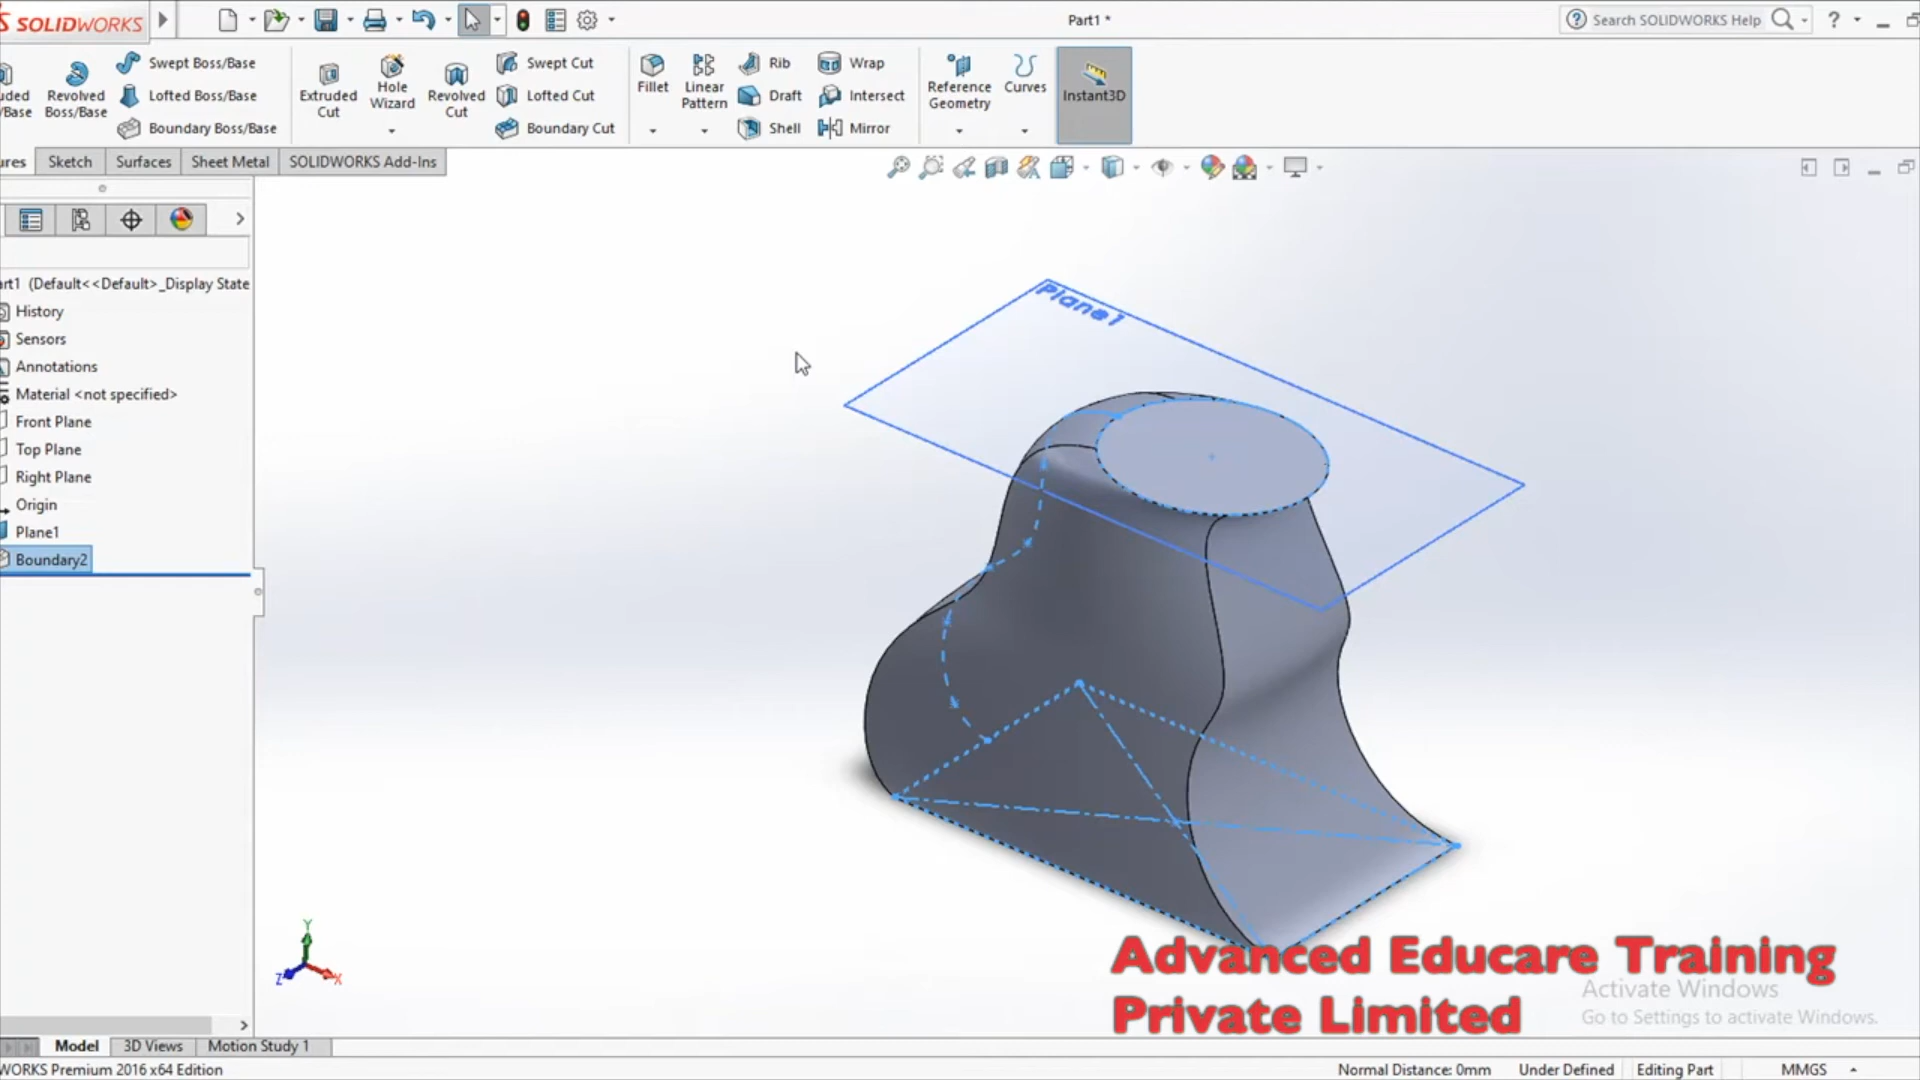 SOLIDWORKS
Part1 *
Search SOLIDWORKS Help
?
Swept Boss/Base
Lofted Boss/Base
Boundary Boss/Base
uded
/Base
Revolved
Boss/Base
Extruded
Cut
Hole
Wizard
Revolved
Cut
Swept Cut
Lofted Cut
Boundary Cut
Fillet
Linear
Pattern
Rib
Draft
Shell
Wrap
Intersect
Mirror
Reference
Geometry
Curves
Instant3D
ures
Sketch
Surfaces
Sheet Metal
SOLIDWORKS Add-Ins
art1 (Default<<Default>_Display State
History
Sensors
Annotations
Material <not specified>
Front Plane
Top Plane
Right Plane
Origin
Plane1
Boundary2
Plane1
Y
Z
X
Advanced Educare Training
Private Limited
Activate Windows
Go to Settings to activate Windows.
Model
3D Views
Motion Study 1
WORKS Premium 2016 x64 Edition
Normal Distance: 0mm
Under Defined
Editing Part
MMGS